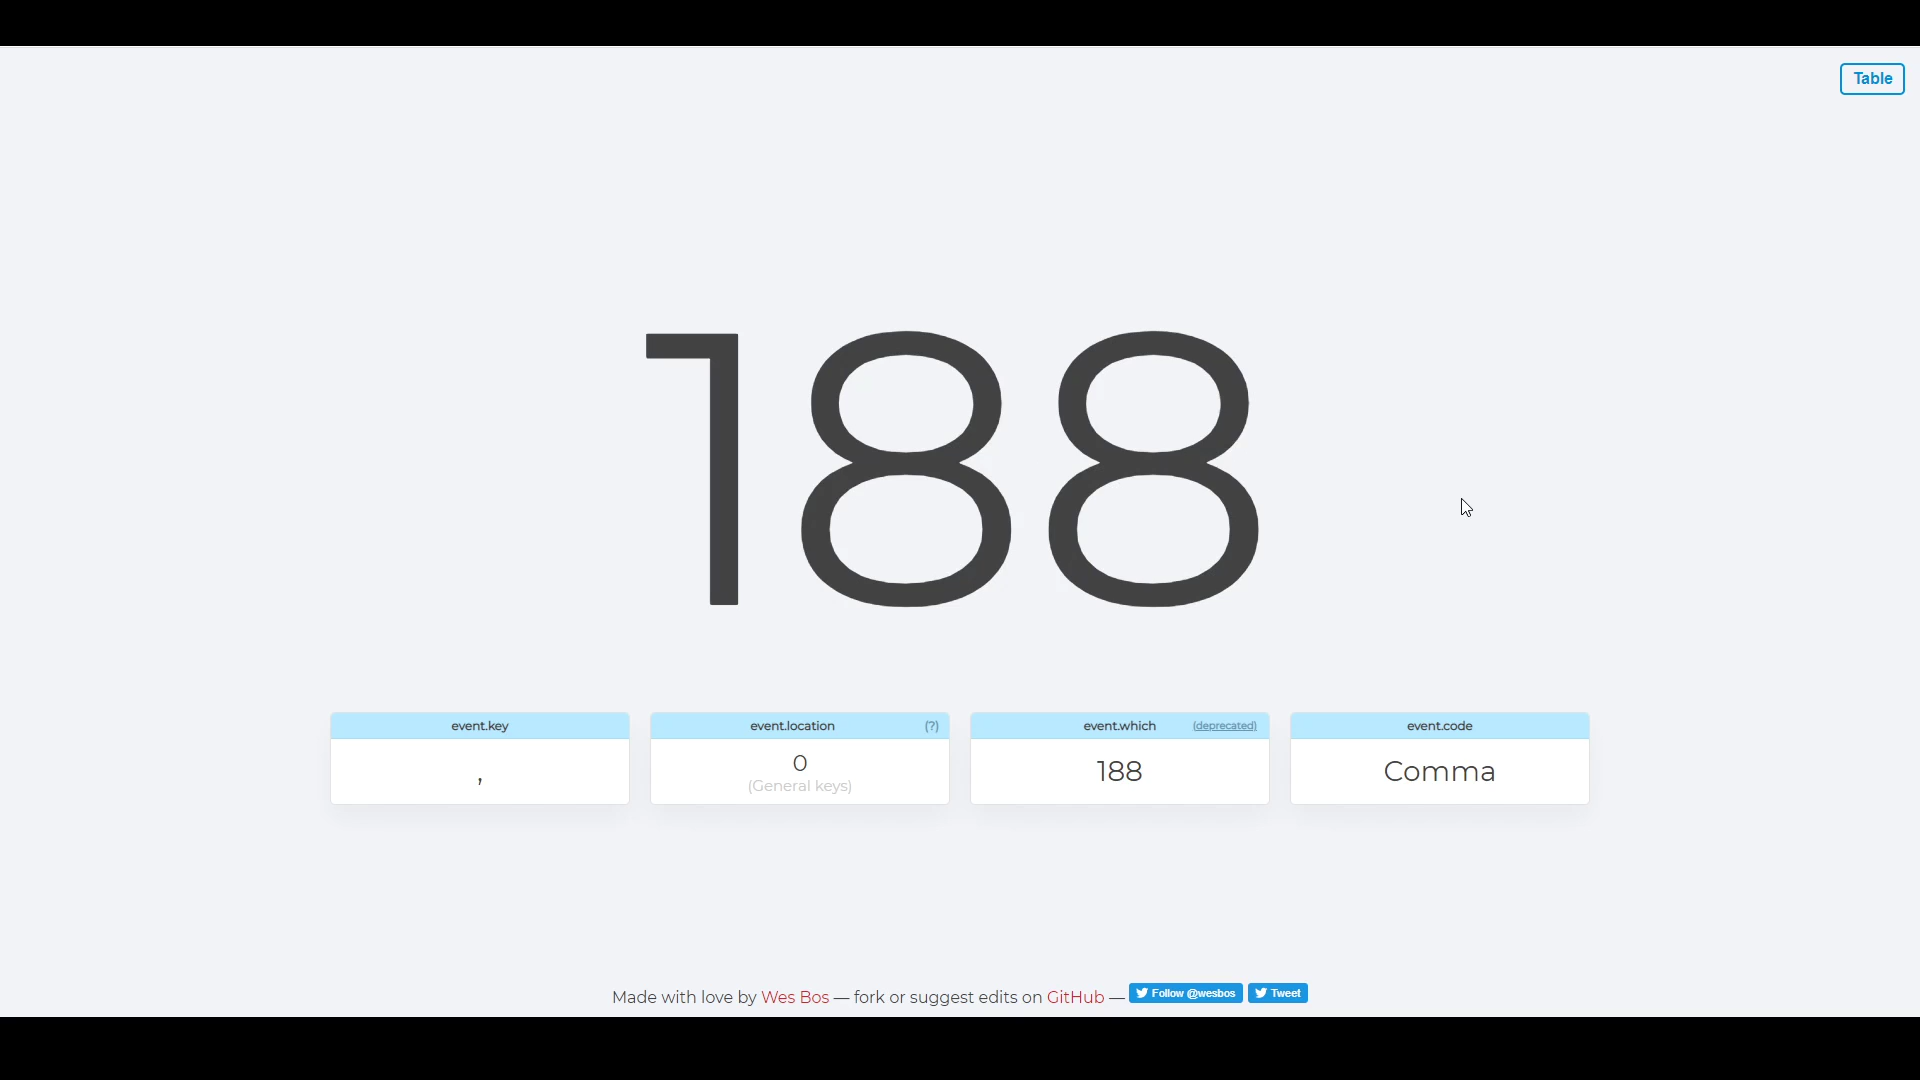 Table
188
event.key
,
event.location (?)
0
(General keys)
event.which (deprecated)
188
event.code
Comma
Made with love by Wes Bos — fork or suggest edits on GitHub — Follow @wesbos Tweet